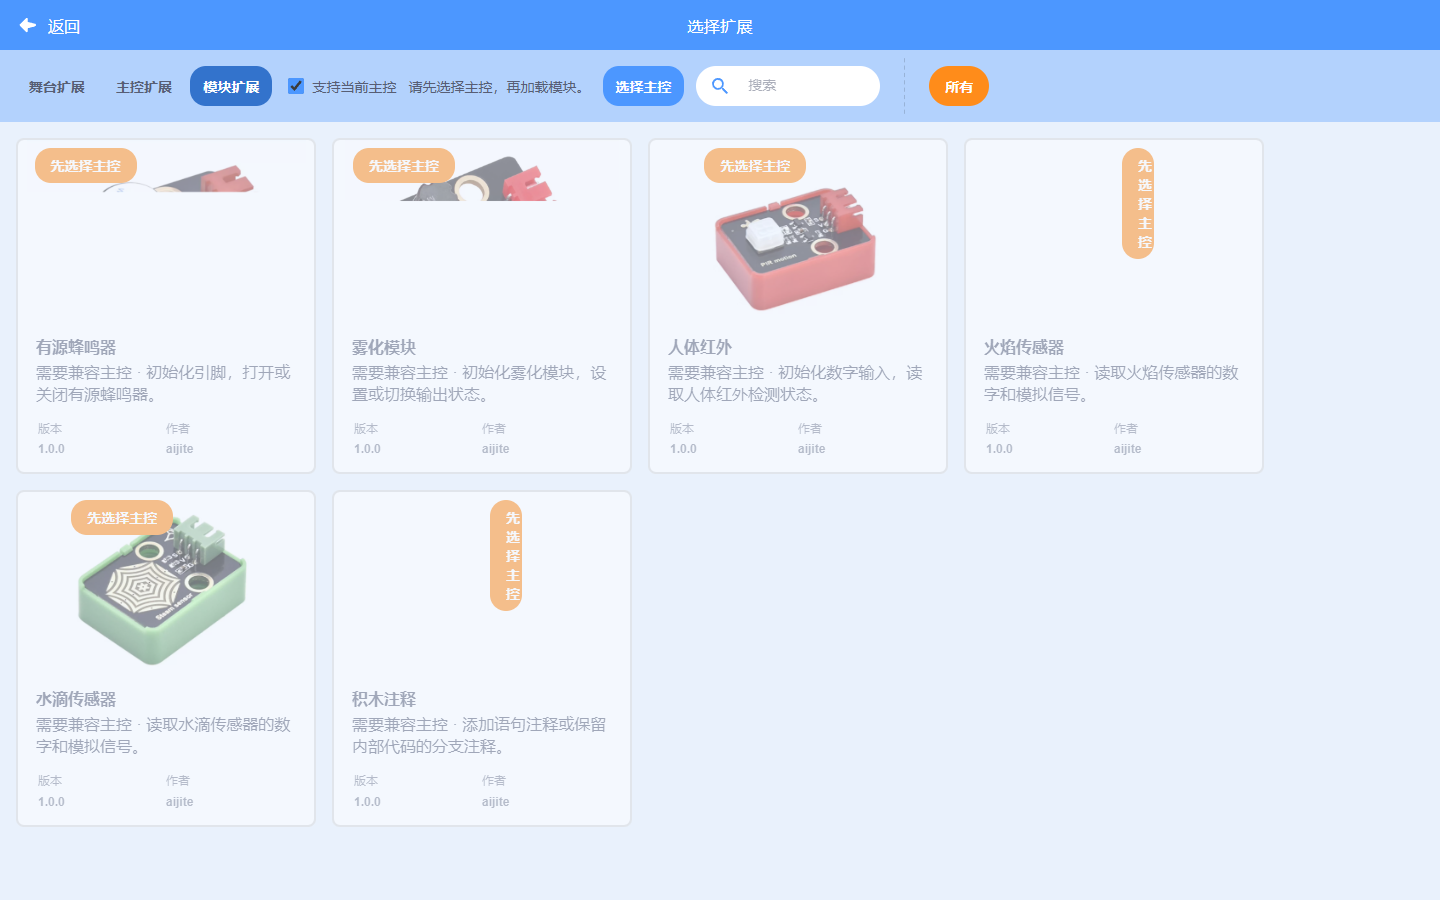 返回
选择扩展
舞台扩展
主控扩展
模块扩展
支持当前主控
请先选择主控，再加载模块。
选择主控
搜索
所有
先选择主控
有源蜂鸣器
需要兼容主控 · 初始化引脚，打开或
关闭有源蜂鸣器。
版本
作者
1.0.0
aijite
先选择主控
雾化模块
需要兼容主控 · 初始化雾化模块，设
置或切换输出状态。
版本
作者
1.0.0
aijite
先选择主控
PIR motion
人体红外
需要兼容主控 · 初始化数字输入，读
取人体红外检测状态。
版本
作者
1.0.0
aijite
先
选
择
主
控
火焰传感器
需要兼容主控 · 读取火焰传感器的数
字和模拟信号。
版本
作者
1.0.0
aijite
先选择主控
Steam sensor
水滴传感器
需要兼容主控 · 读取水滴传感器的数
字和模拟信号。
版本
作者
1.0.0
aijite
先
选
择
主
控
积木注释
需要兼容主控 · 添加语句注释或保留
内部代码的分支注释。
版本
作者
1.0.0
aijite